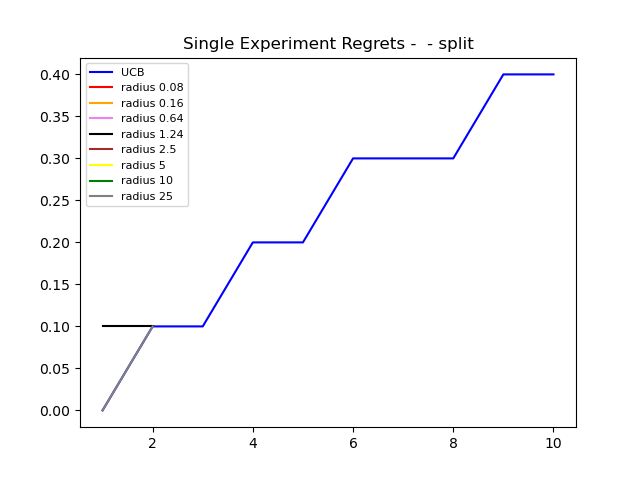 Single Experiment Regrets -  - split
0.40
0.35
0.30
0.25
0.20
0.15
0.10
0.05
0.00
UCB
radius 0.08
radius 0.16
radius 0.64
radius 1.24
radius 2.5
radius 5
radius 10
radius 25
2 4 6 8 10